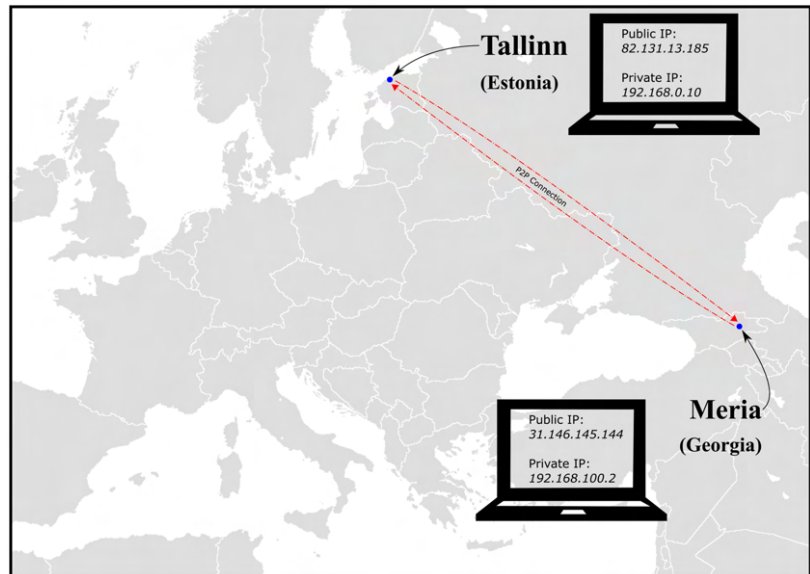 Tallinn
(Estonia)
Public IP:
82.131.13.185
Private IP:
192.168.0.10
P2P Connection
Meria
(Georgia)
Public IP:
31.146.145.144
Private IP:
192.168.100.2